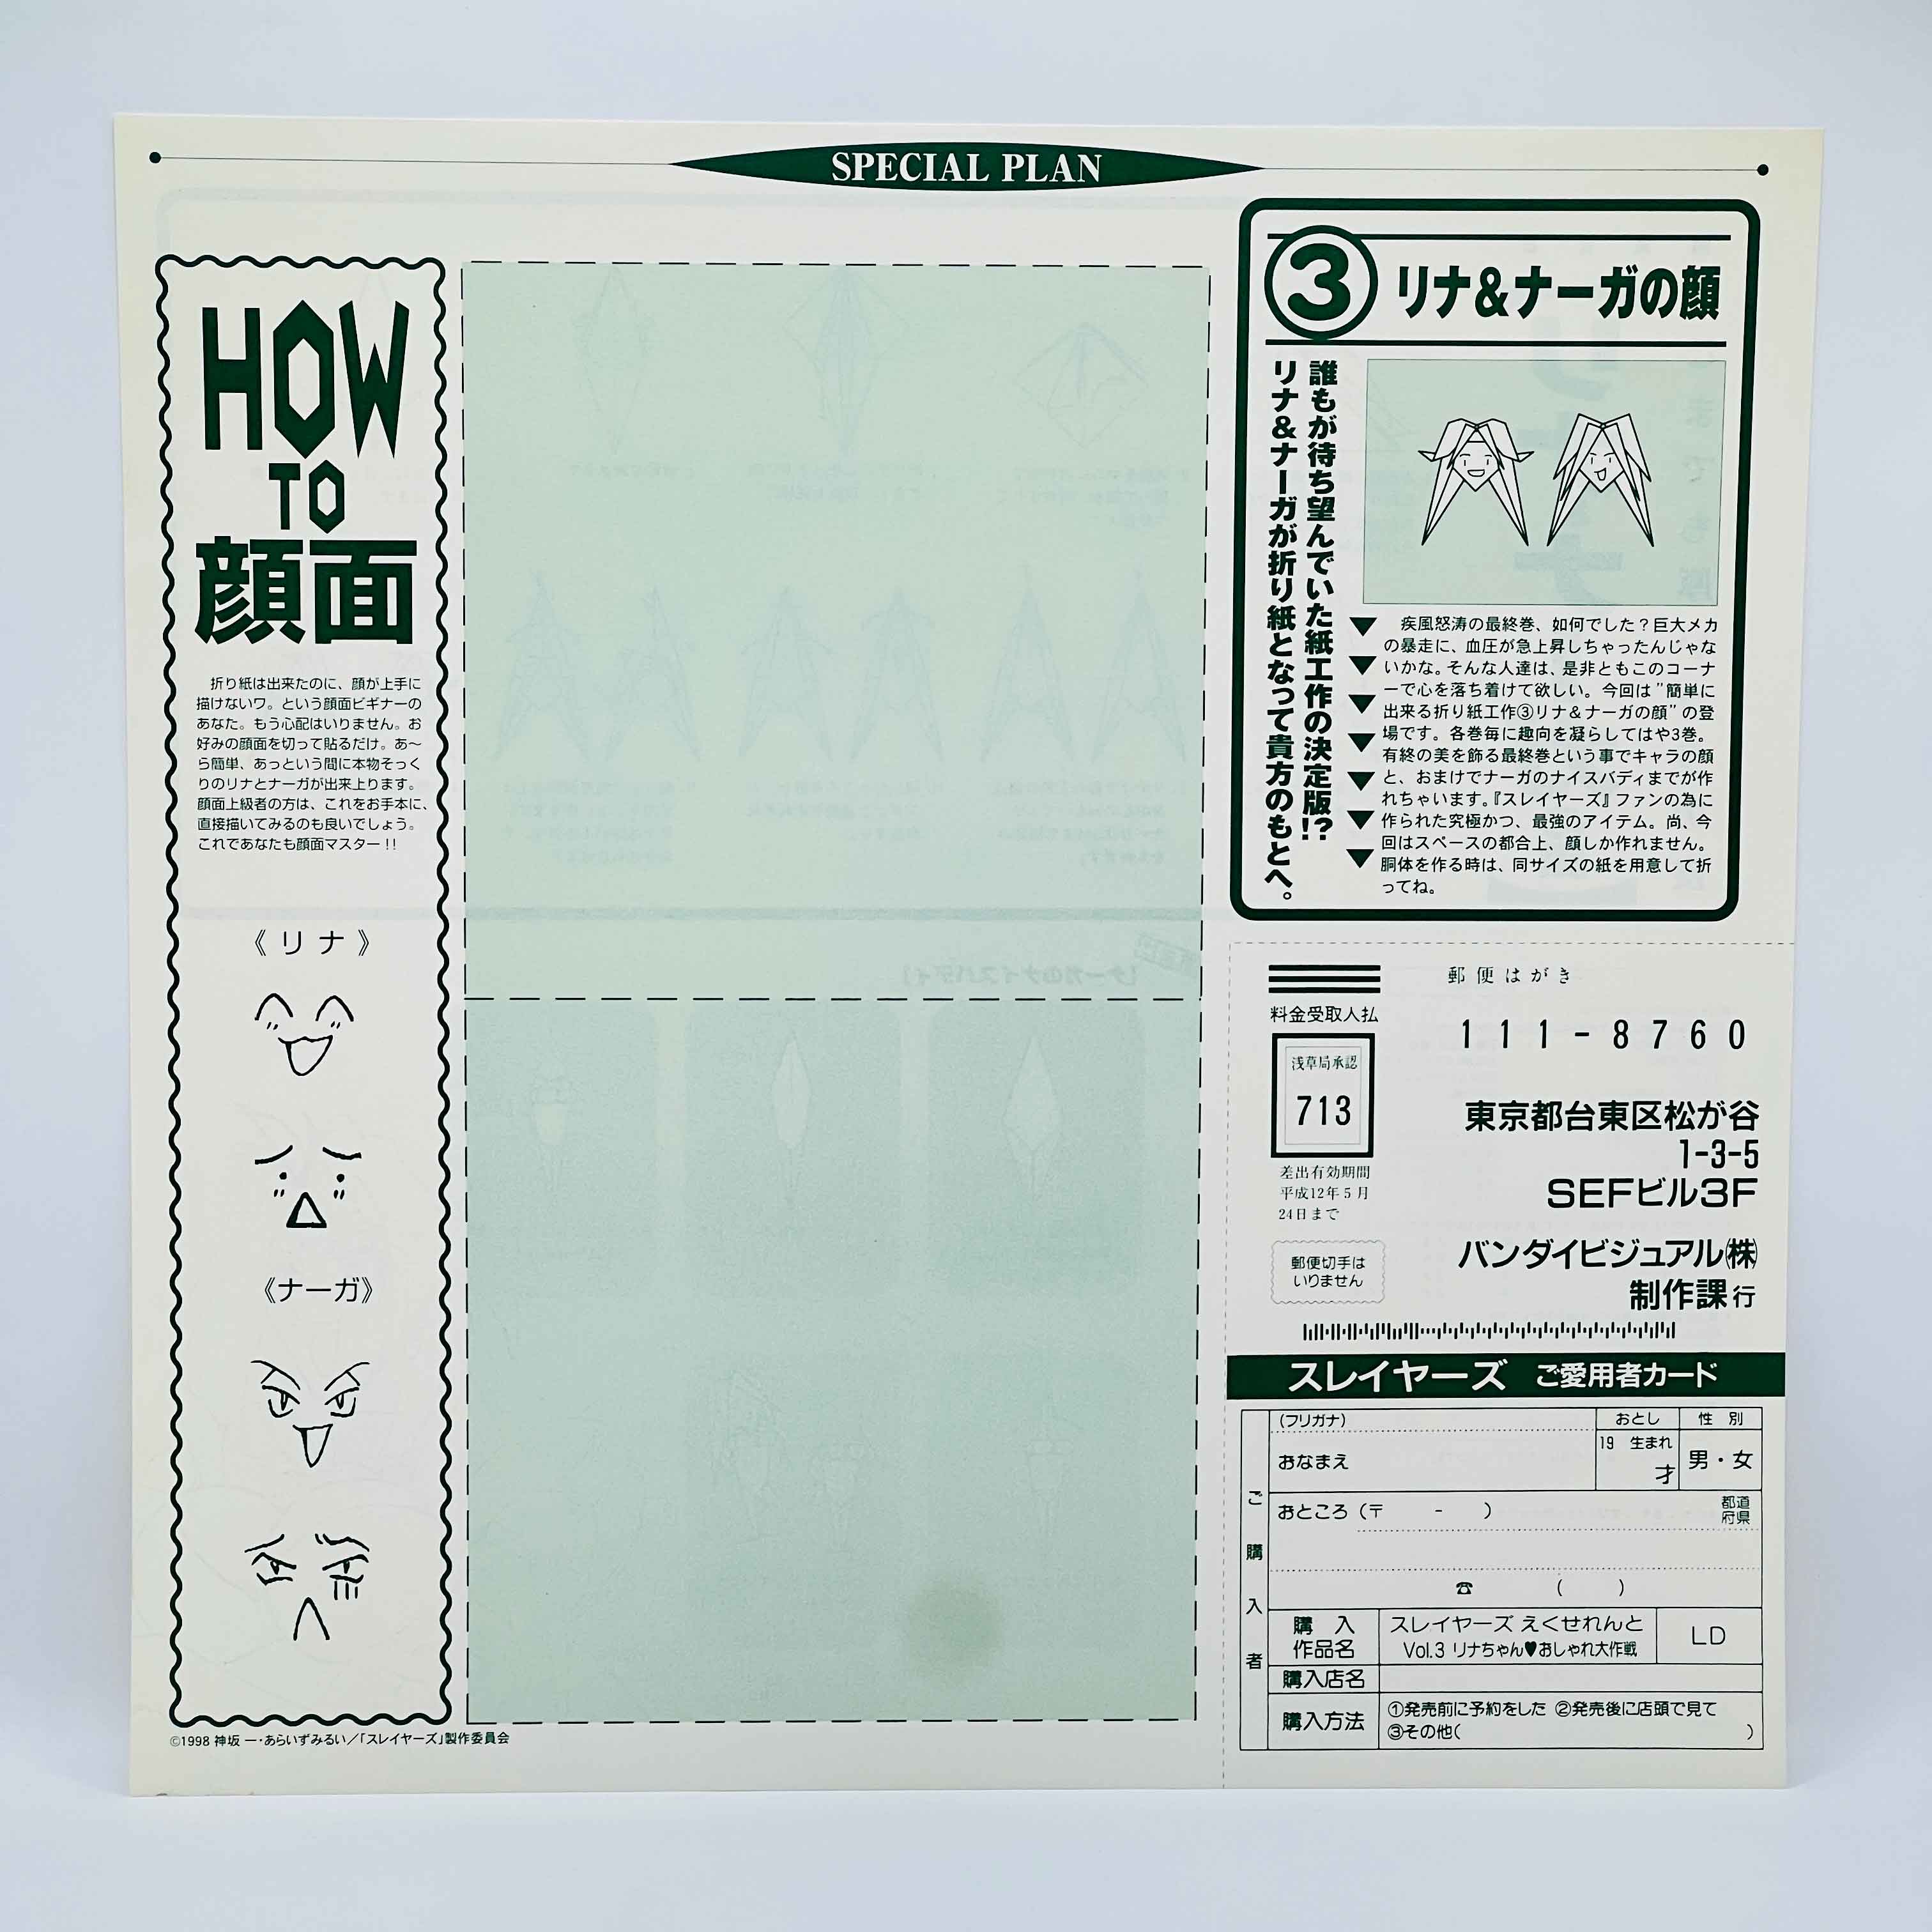 SPECIAL PLAN
HOW
TO
顔面
折り紙は出来たのに、顔が上手に
描けないワ。という顔面ビギナーの
あなた。もう心配はいりません。お
好みの顔面を切って貼るだけ。あ〜
ら簡単、あっという間に本物そっく
りのリナとナーガが出来上ります。
顔面上級者の方は、これをお手本に、
直接描いてみるのも良いでしょう。
これであなたも顔面マスター!!
《リナ》
《ナーガ》
©1998 神坂 一・あらいずみるい／「スレイヤーズ」製作委員会
③ リナ&ナーガの顔
誰もが待ち望んでいた紙工作の決定版!?
リナ&ナーガが折り紙となって貴方のもとへ。
疾風怒涛の最終巻、如何でした？巨大メカ
の暴走に、血圧が急上昇しちゃったんじゃな
いかな。そんな人達は、是非ともこのコーナ
ーで心を落ち着けて欲しい。今回は”簡単に
出来る折り紙工作③リナ&ナーガの顔”の登
場です。各巻毎に趣向を凝らしてはや3巻。
有終の美を飾る最終巻という事でキャラの顔
と、おまけでナーガのナイスバディまでが作
れちゃいます。『スレイヤーズ』ファンの為に
作られた究極かつ、最強のアイテム。尚、今
回はスペースの都合上、顔しか作れません。
胴体を作る時は、同サイズの紙を用意して折
ってね。
郵便はがき
料金受取人払
111-8760
浅草局承認
713
差出有効期間
平成12年5月
24日まで
郵便切手は
いりません
東京都台東区松が谷
1-3-5
SEFビル3F
バンダイビジュアル㈱
制作課行
スレイヤーズ ご愛用者カード
ご購入者
(フリガナ)
おなまえ
おとし
19 生まれ
才
性別
男・女
おところ（〒 - ）
都道
府県
☎ ( )
購入
作品名
スレイヤーズ えくせれんと
Vol.3 リナちゃん♥おしゃれ大作戦
LD
購入店名
購入方法
①発売前に予約をした ②発売後に店頭で見て
③その他( )